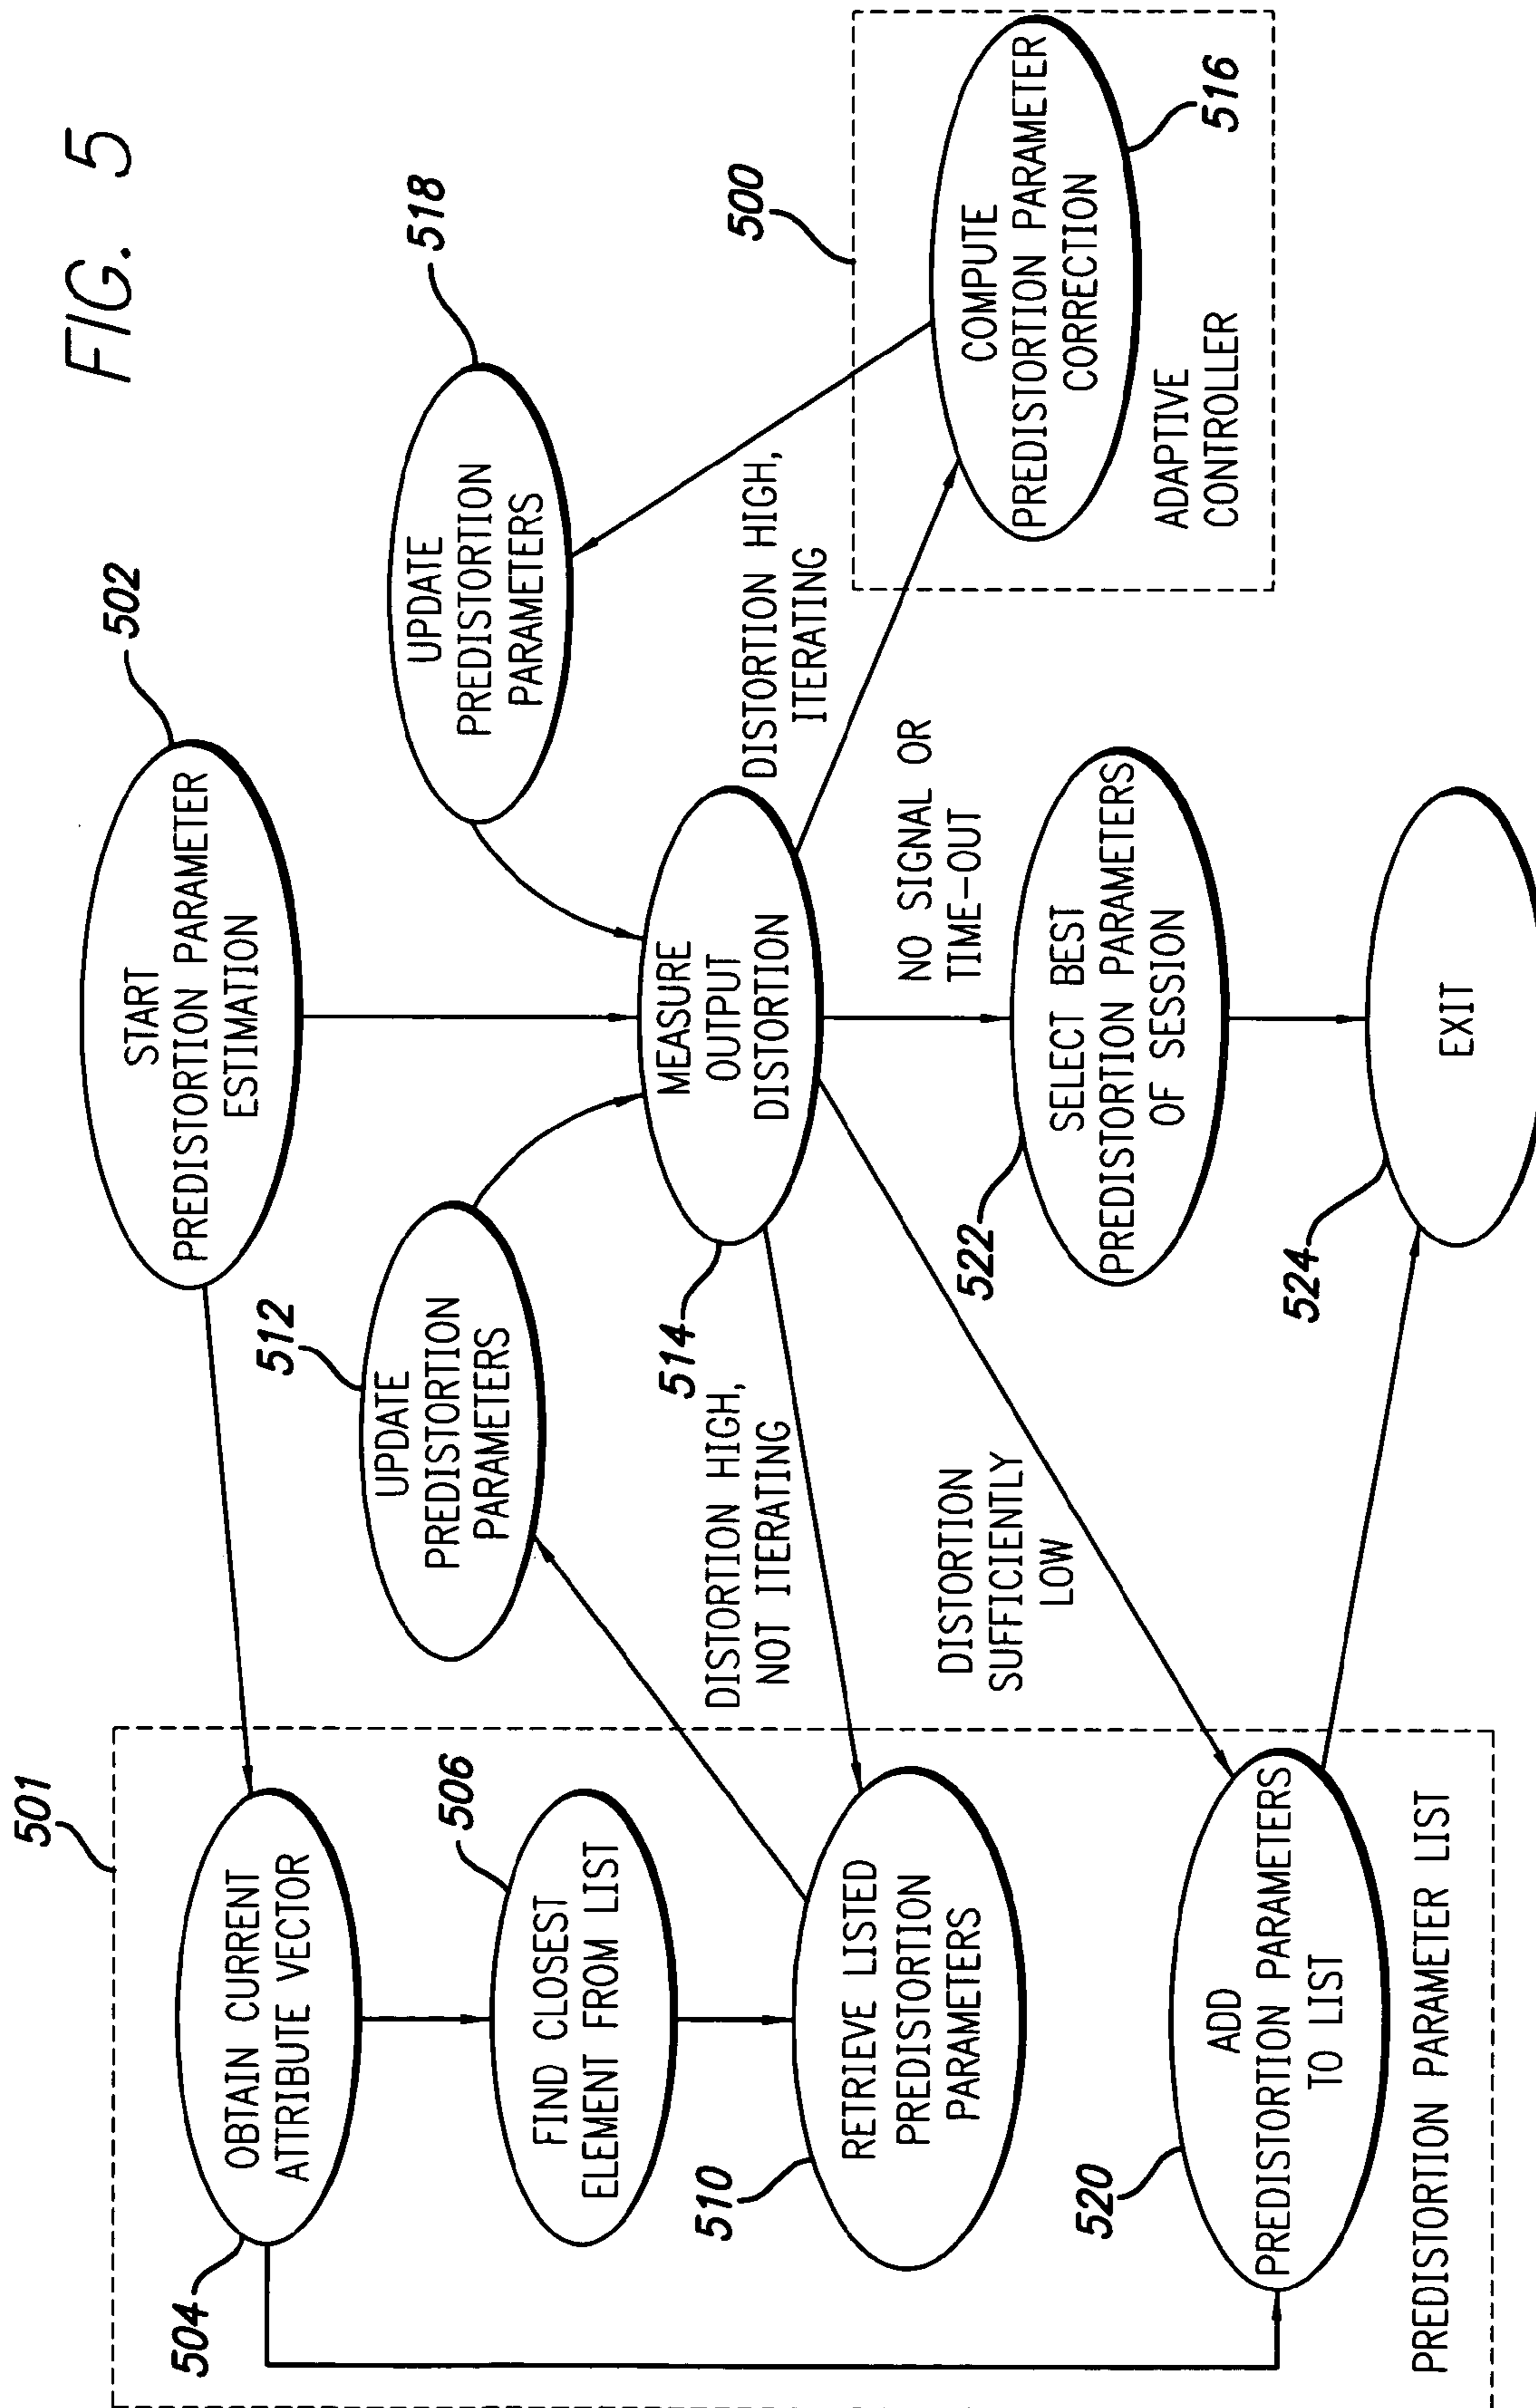 FIG. 5
501
502
START
PREDISTORTION PARAMETER
ESTIMATION
504
OBTAIN CURRENT
ATTRIBUTE VECTOR
506
FIND CLOSEST
ELEMENT FROM LIST
510
RETRIEVE LISTED
PREDISTORTION
PARAMETERS
512
UPDATE
PREDISTORTION
PARAMETERS
518
UPDATE
PREDISTORTION
PARAMETERS
514
MEASURE
OUTPUT
DISTORTION
DISTORTION HIGH,
NOT ITERATING
DISTORTION HIGH,
ITERATING
500
COMPUTE
PREDISTORTION PARAMETER
CORRECTION
516
ADAPTIVE
CONTROLLER
DISTORTION
SUFFICIENTLY
LOW
NO SIGNAL OR
TIME-OUT
522
SELECT BEST
PREDISTORTION PARAMETERS
OF SESSION
520
ADD
PREDISTORTION PARAMETERS
TO LIST
PREDISTORTION PARAMETER LIST
524
EXIT